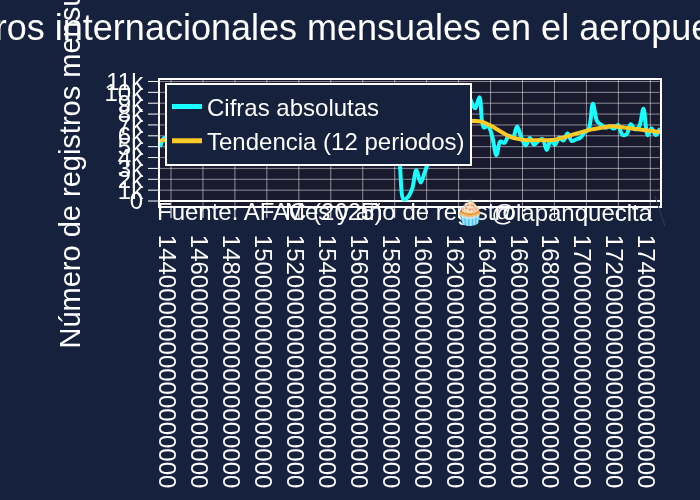 ros internacionales mensuales en el aeropue
Número de registros mensu
11k
10k
9k
8k
7k
6k
5k
4k
3k
2k
1k
0
Cifras absolutas
Tendencia (12 periodos)
Fuente: AFAC (2025)
Mes y año de registro
🧁 @lapanquecita
1440000000000000000
1460000000000000000
1480000000000000000
1500000000000000000
1520000000000000000
1540000000000000000
1560000000000000000
1580000000000000000
1600000000000000000
1620000000000000000
1640000000000000000
1660000000000000000
1680000000000000000
1700000000000000000
1720000000000000000
1740000000000000000